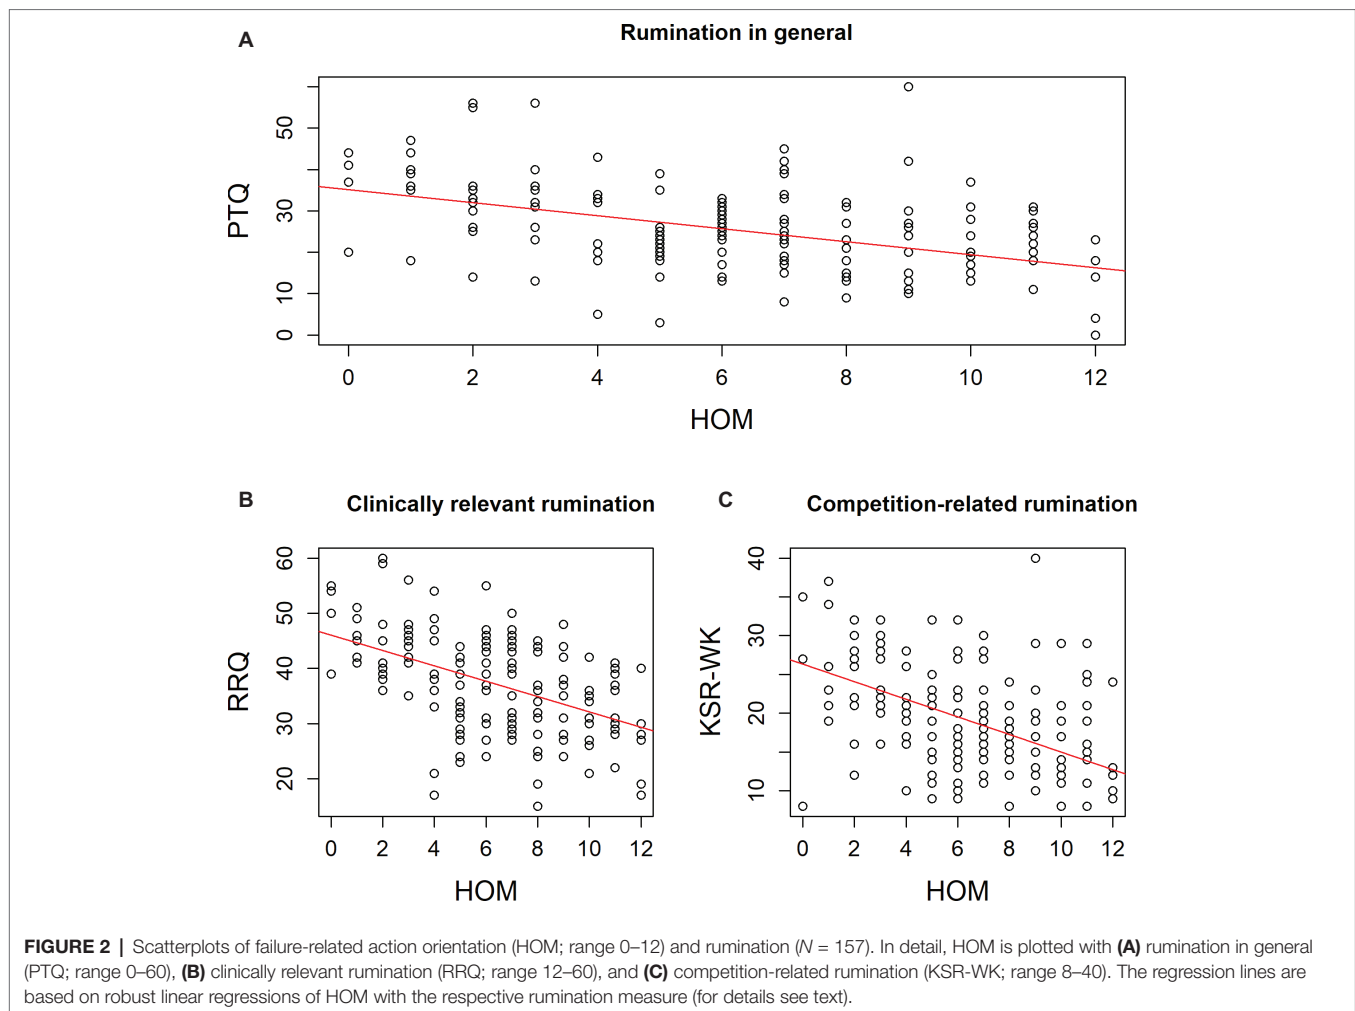 A
Rumination in general
PTQ
50
30
10
0
0 2 4 6 8 10 12
HOM
B
Clinically relevant rumination
RRQ
60
50
40
30
20
0 2 4 6 8 10 12
HOM
C
Competition-related rumination
KSR-WK
40
30
20
10
0 2 4 6 8 10 12
HOM
FIGURE 2 | Scatterplots of failure-related action orientation (HOM; range 0–12) and rumination (N = 157). In detail, HOM is plotted with (A) rumination in general
(PTQ; range 0–60), (B) clinically relevant rumination (RRQ; range 12–60), and (C) competition-related rumination (KSR-WK; range 8–40). The regression lines are
based on robust linear regressions of HOM with the respective rumination measure (for details see text).